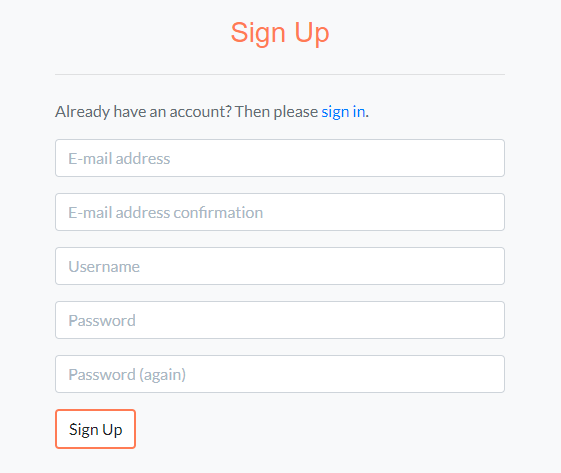 Sign Up
Already have an account? Then please sign in.
E-mail address
E-mail address confirmation
Username
Password
Password (again)
Sign Up